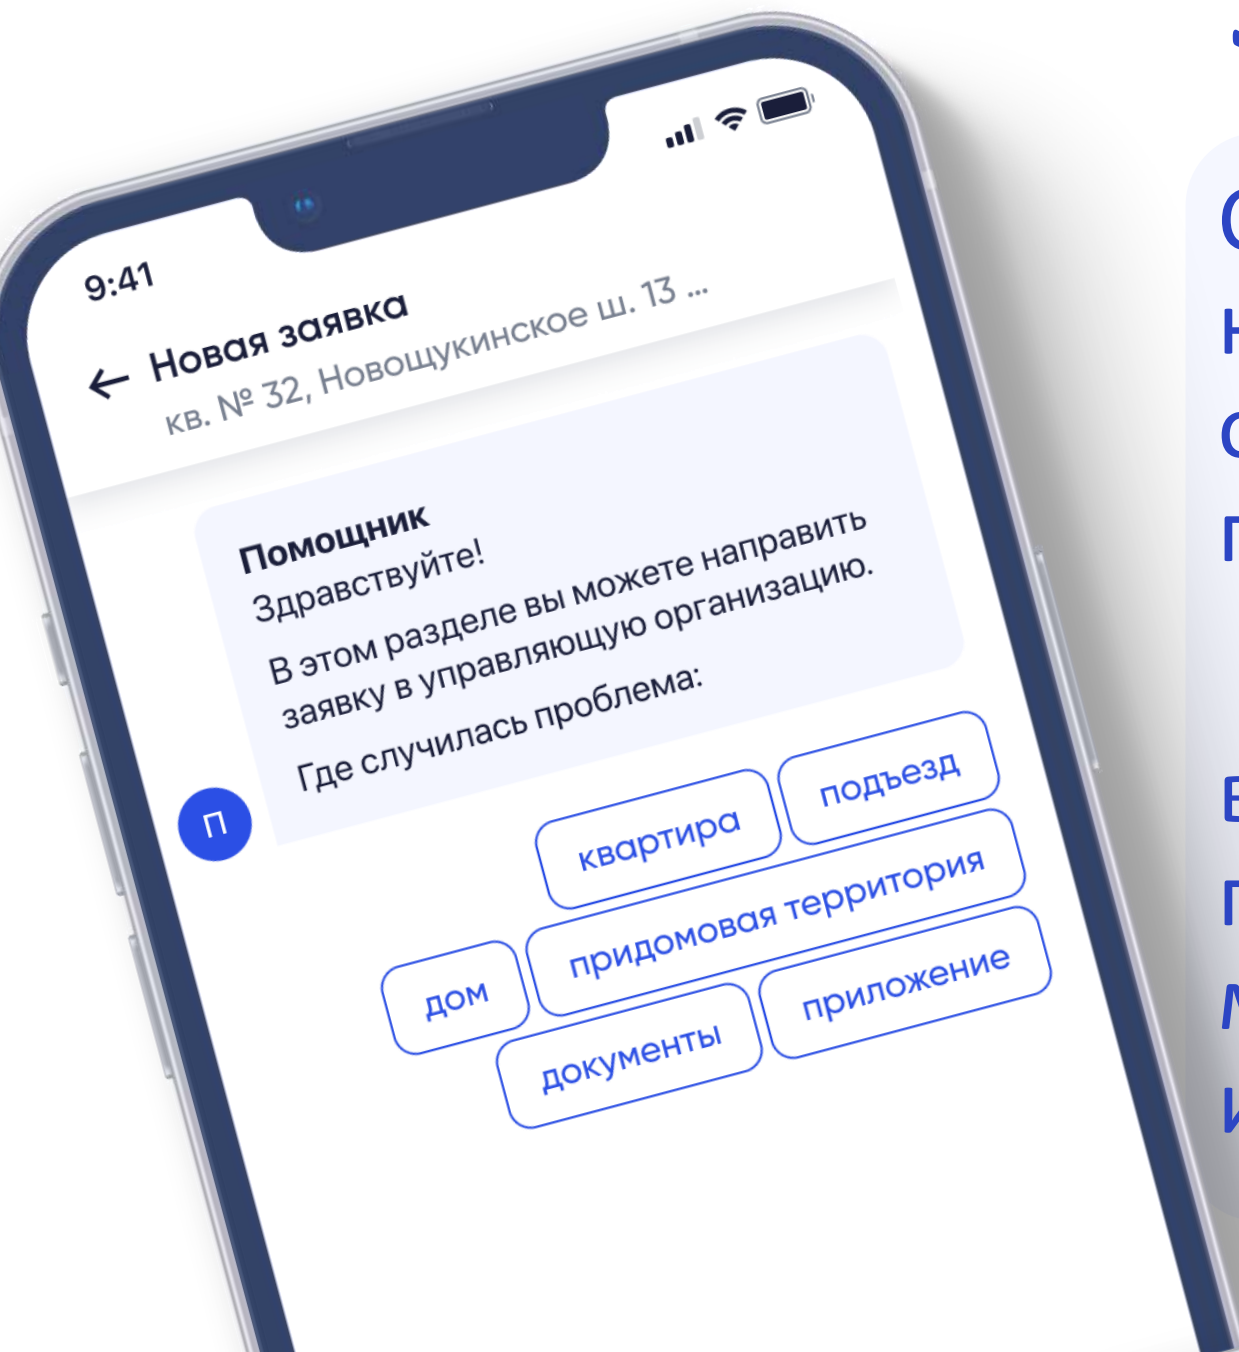 9:41
← Новая заявка
кв. № 32, Новощукинское ш. 13 ...
Помощник
Здравствуйте!
В этом разделе вы можете направить
заявку в управляющую организацию.
Где случилась проблема:
П
квартира подъезд
дом придомовая территория
документы приложение